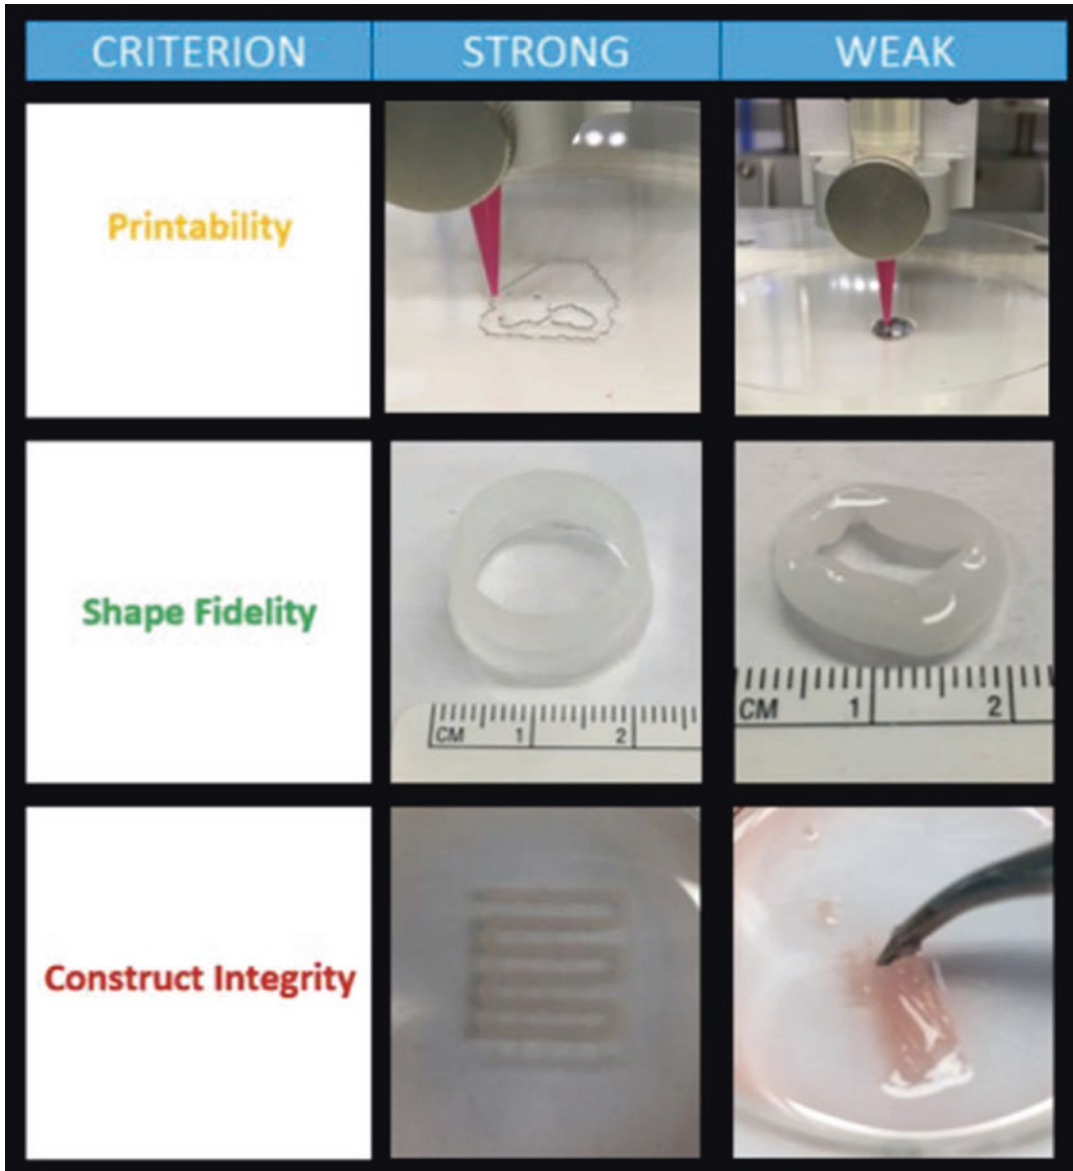 CRITERION STRONG WEAK
Printability
Shape Fidelity
CM 1 2
CM 1 2
Construct Integrity